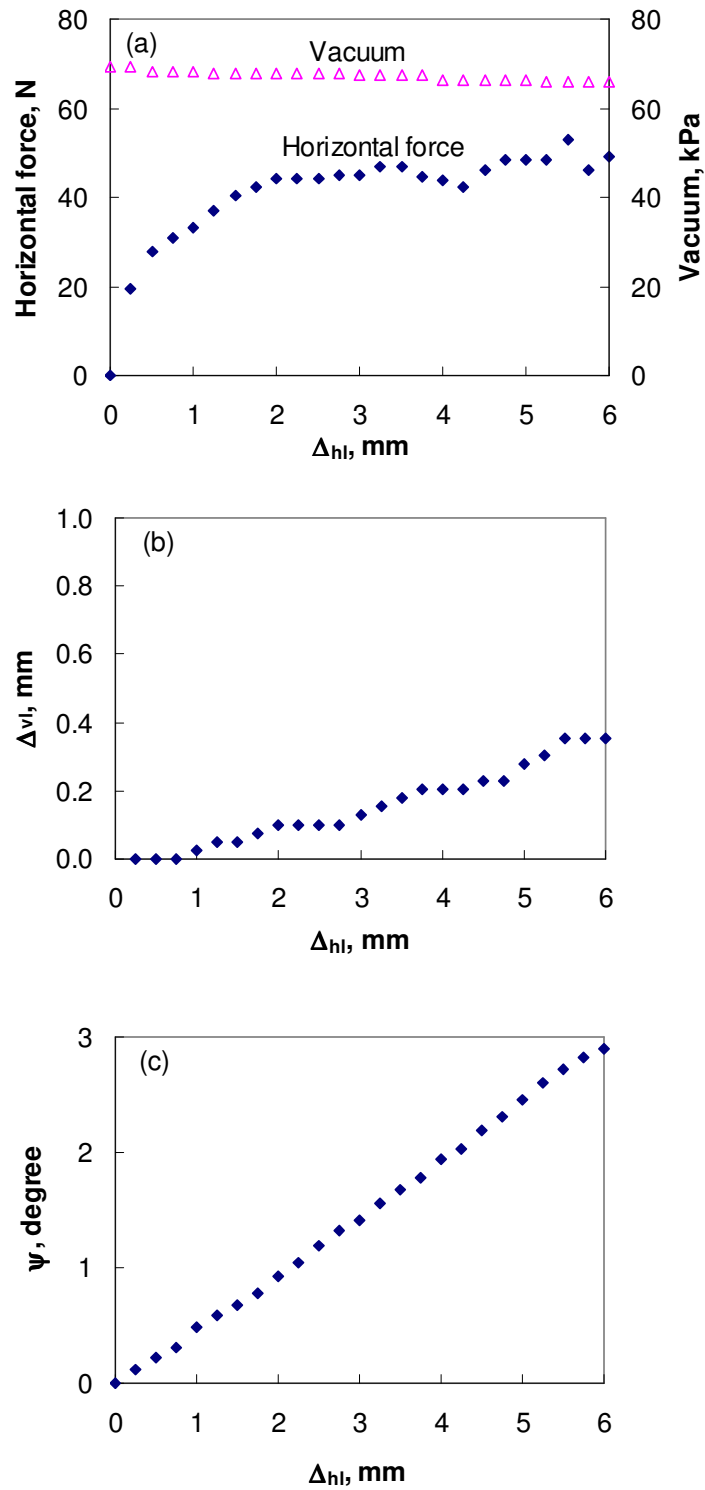 (a)
Vacuum
Horizontal force
Horizontal force, N
Vacuum, kPa
80
60
40
20
0
80
60
40
20
0
0 1 2 3 4 5 6
Δhl, mm
(b)
Δvl, mm
1.0
0.8
0.6
0.4
0.2
0.0
0 1 2 3 4 5 6
Δhl, mm
(c)
ψ, degree
3
2
1
0
0 1 2 3 4 5 6
Δhl, mm